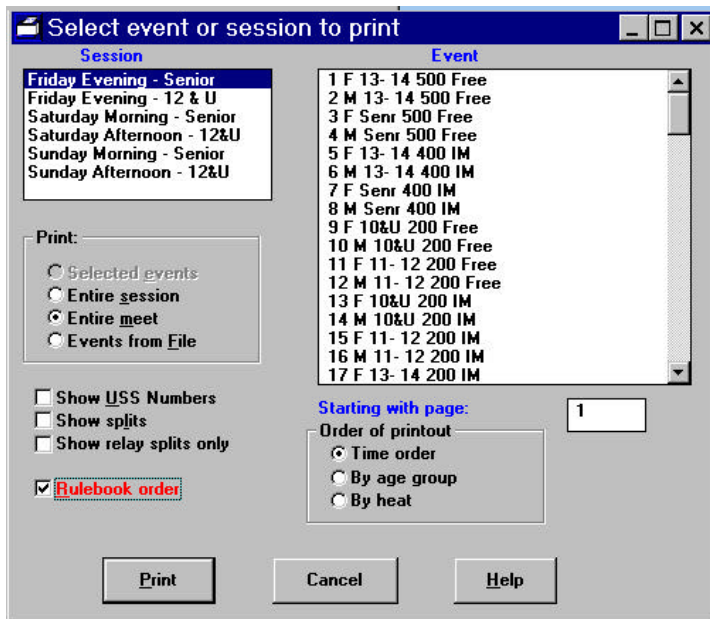 Select event or session to print
Session
Friday Evening - Senior
Friday Evening - 12 & U
Saturday Morning - Senior
Saturday Afternoon - 12&U
Sunday Morning - Senior
Sunday Afternoon - 12&U
Event
1 F 13- 14 500 Free
2 M 13- 14 500 Free
3 F Senr 500 Free
4 M Senr 500 Free
5 F 13- 14 400 IM
6 M 13- 14 400 IM
7 F Senr 400 IM
8 M Senr 400 IM
9 F 10&U 200 Free
10 M 10&U 200 Free
11 F 11- 12 200 Free
12 M 11- 12 200 Free
13 F 10&U 200 IM
14 M 10&U 200 IM
15 F 11- 12 200 IM
16 M 11- 12 200 IM
17 F 13- 14 200 IM
Print:
Selected events
Entire session
Entire meet
Events from File
Show USS Numbers
Show splits
Show relay splits only
Rulebook order
Starting with page: 1
Order of printout
Time order
By age group
By heat
Print Cancel Help